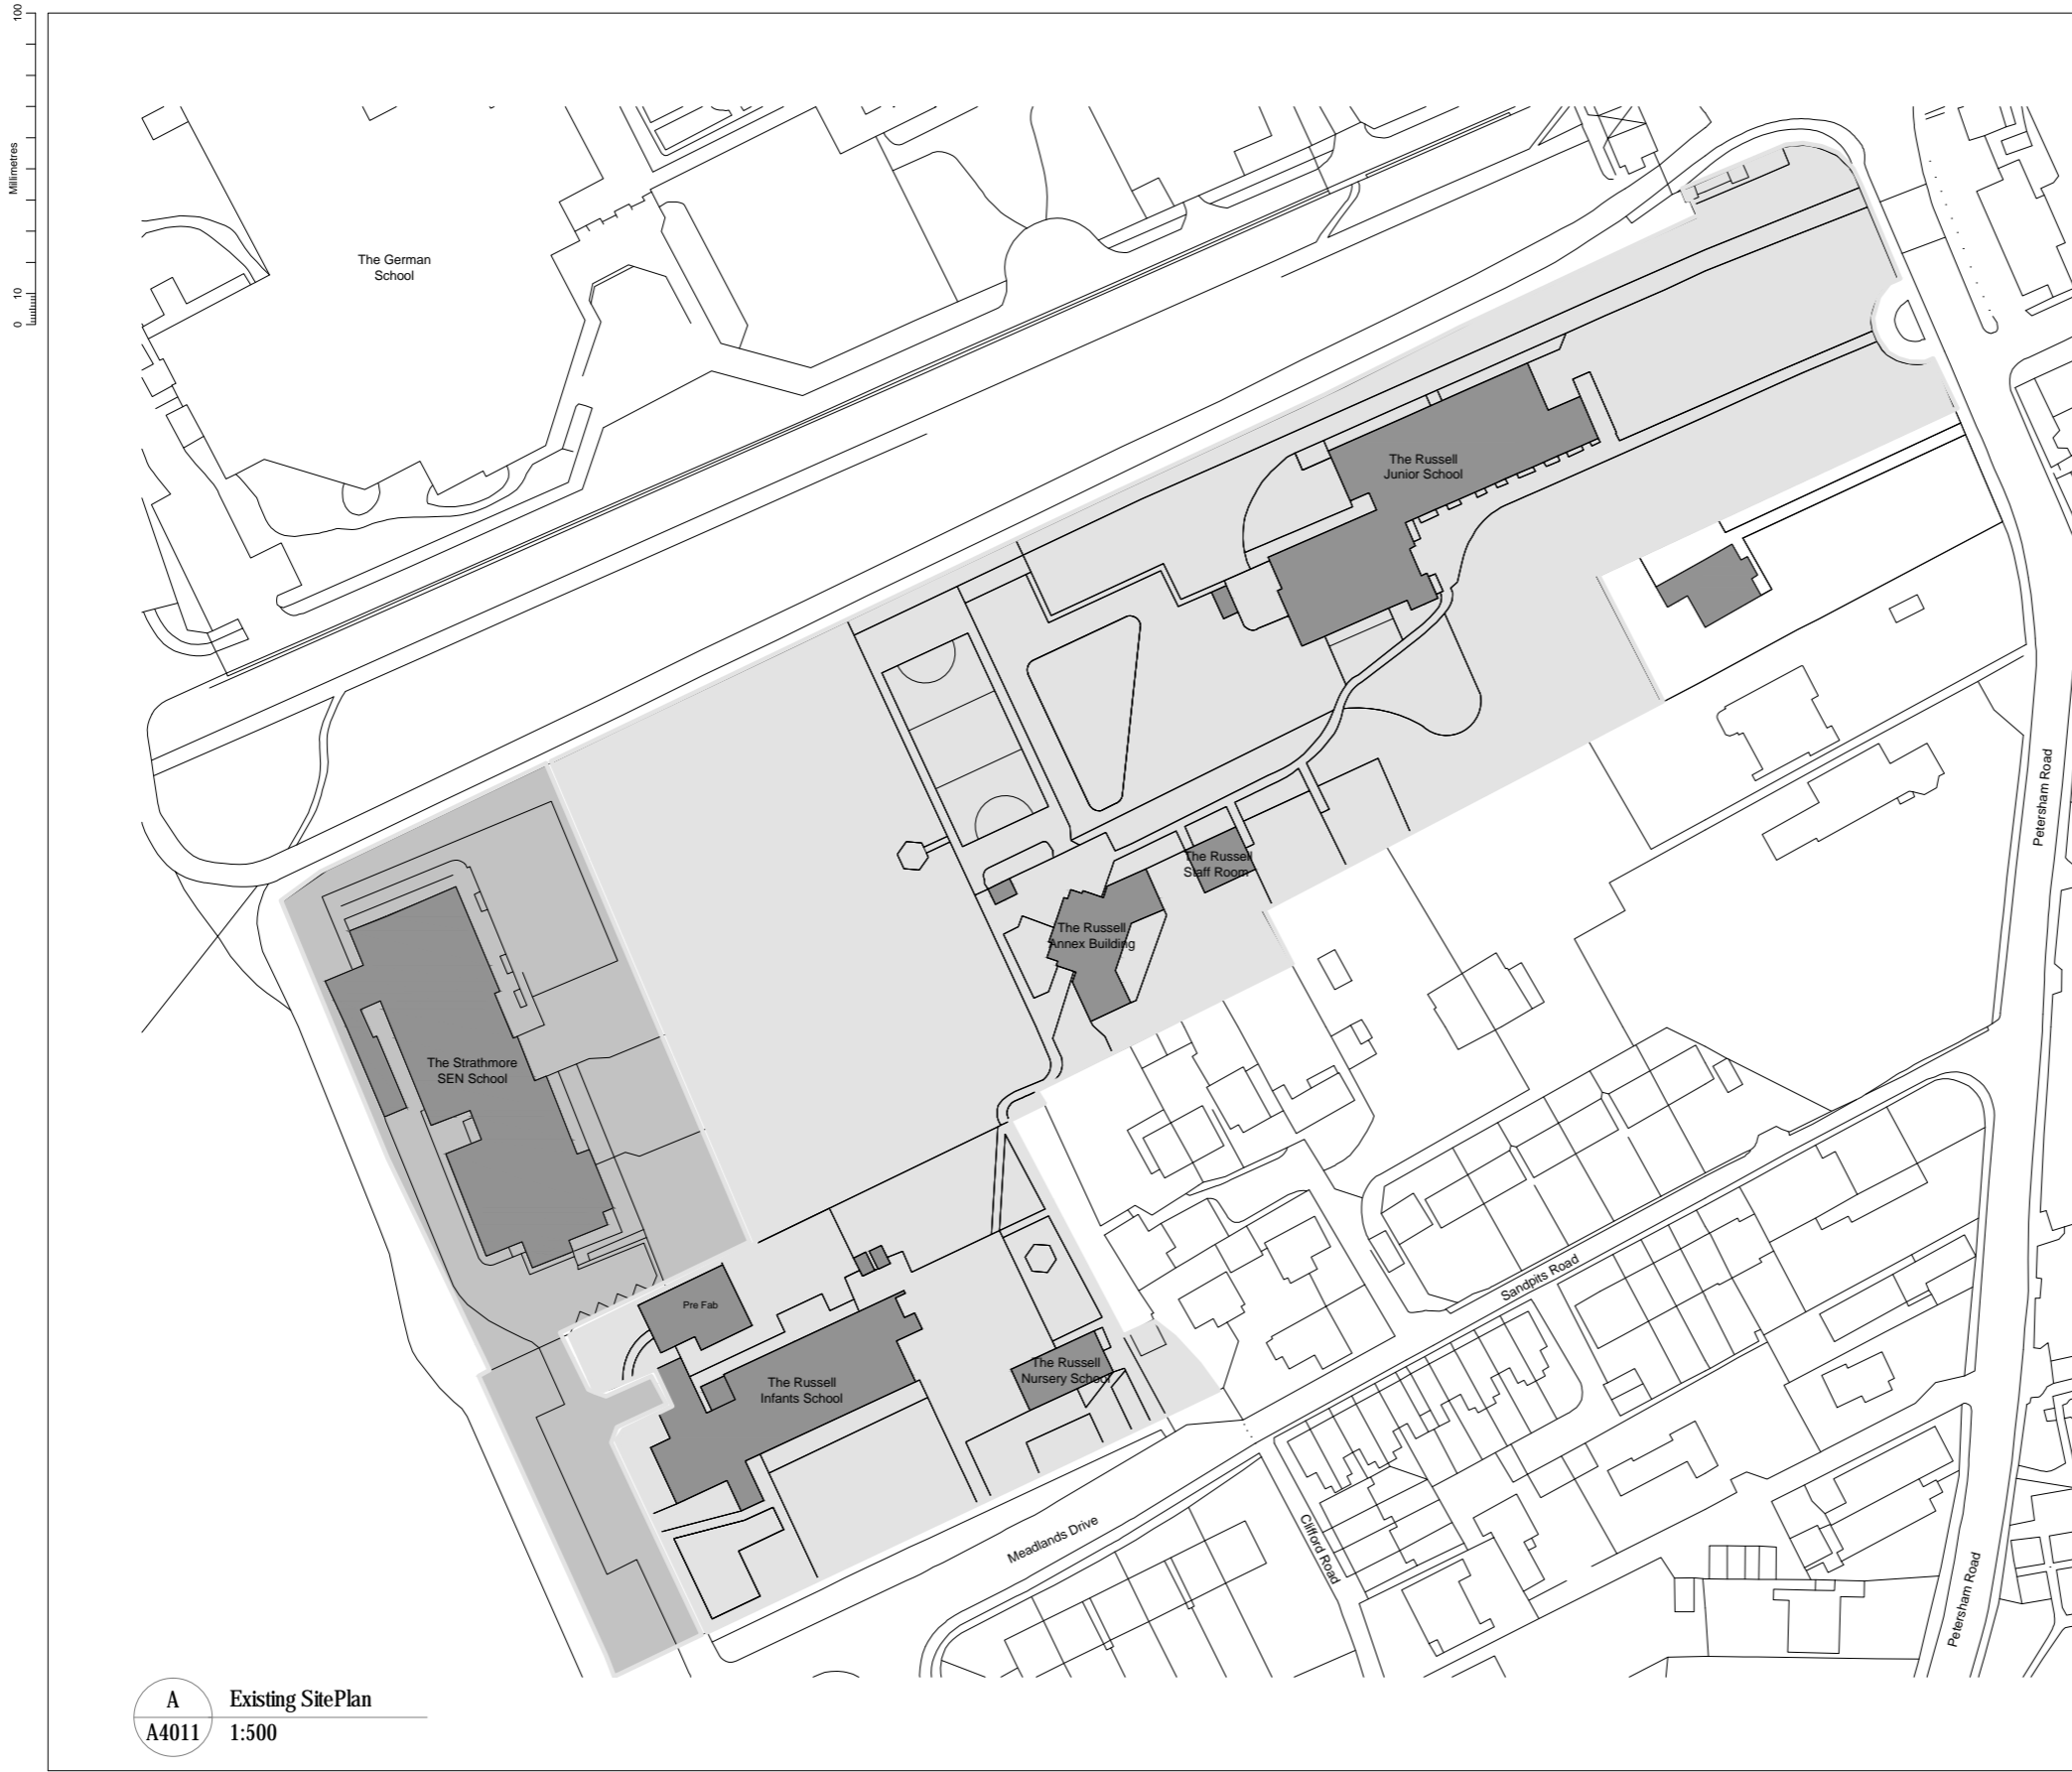 100
Millimetres
10
0
The German
School
The Russell
Junior School
Petersham Road
The Russell
Staff Room
The Russell
Annex Building
The Strathmore
SEN School
Sandpits Road
Pre Fab
The Russell
Nursery School
The Russell
Infants School
Meadlands Drive
Clifford Road
Petersham Road
A
A4011
Existing SitePlan
1:500